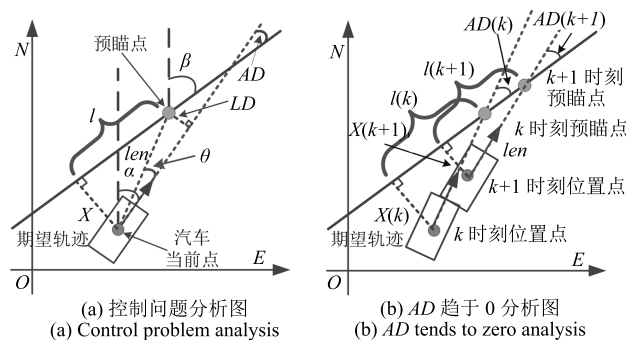 N
预瞄点
β
AD
l
LD
len
α
θ
X
期望轨迹
汽车
当前点
E
O
(a) 控制问题分析图
(a) Control problem analysis
N
AD(k)
AD(k+1)
l(k+1)
l(k)
k+1 时刻
预瞄点
X(k+1)
k 时刻预瞄点
len
k+1 时刻位置点
X(k)
期望轨迹
k 时刻位置点
E
O
(b) AD 趋于 0 分析图
(b) AD tends to zero analysis